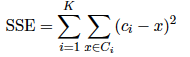 SSE = \sum_{i=1}^{K} \sum_{x \in C_i} (c_i - x)^2